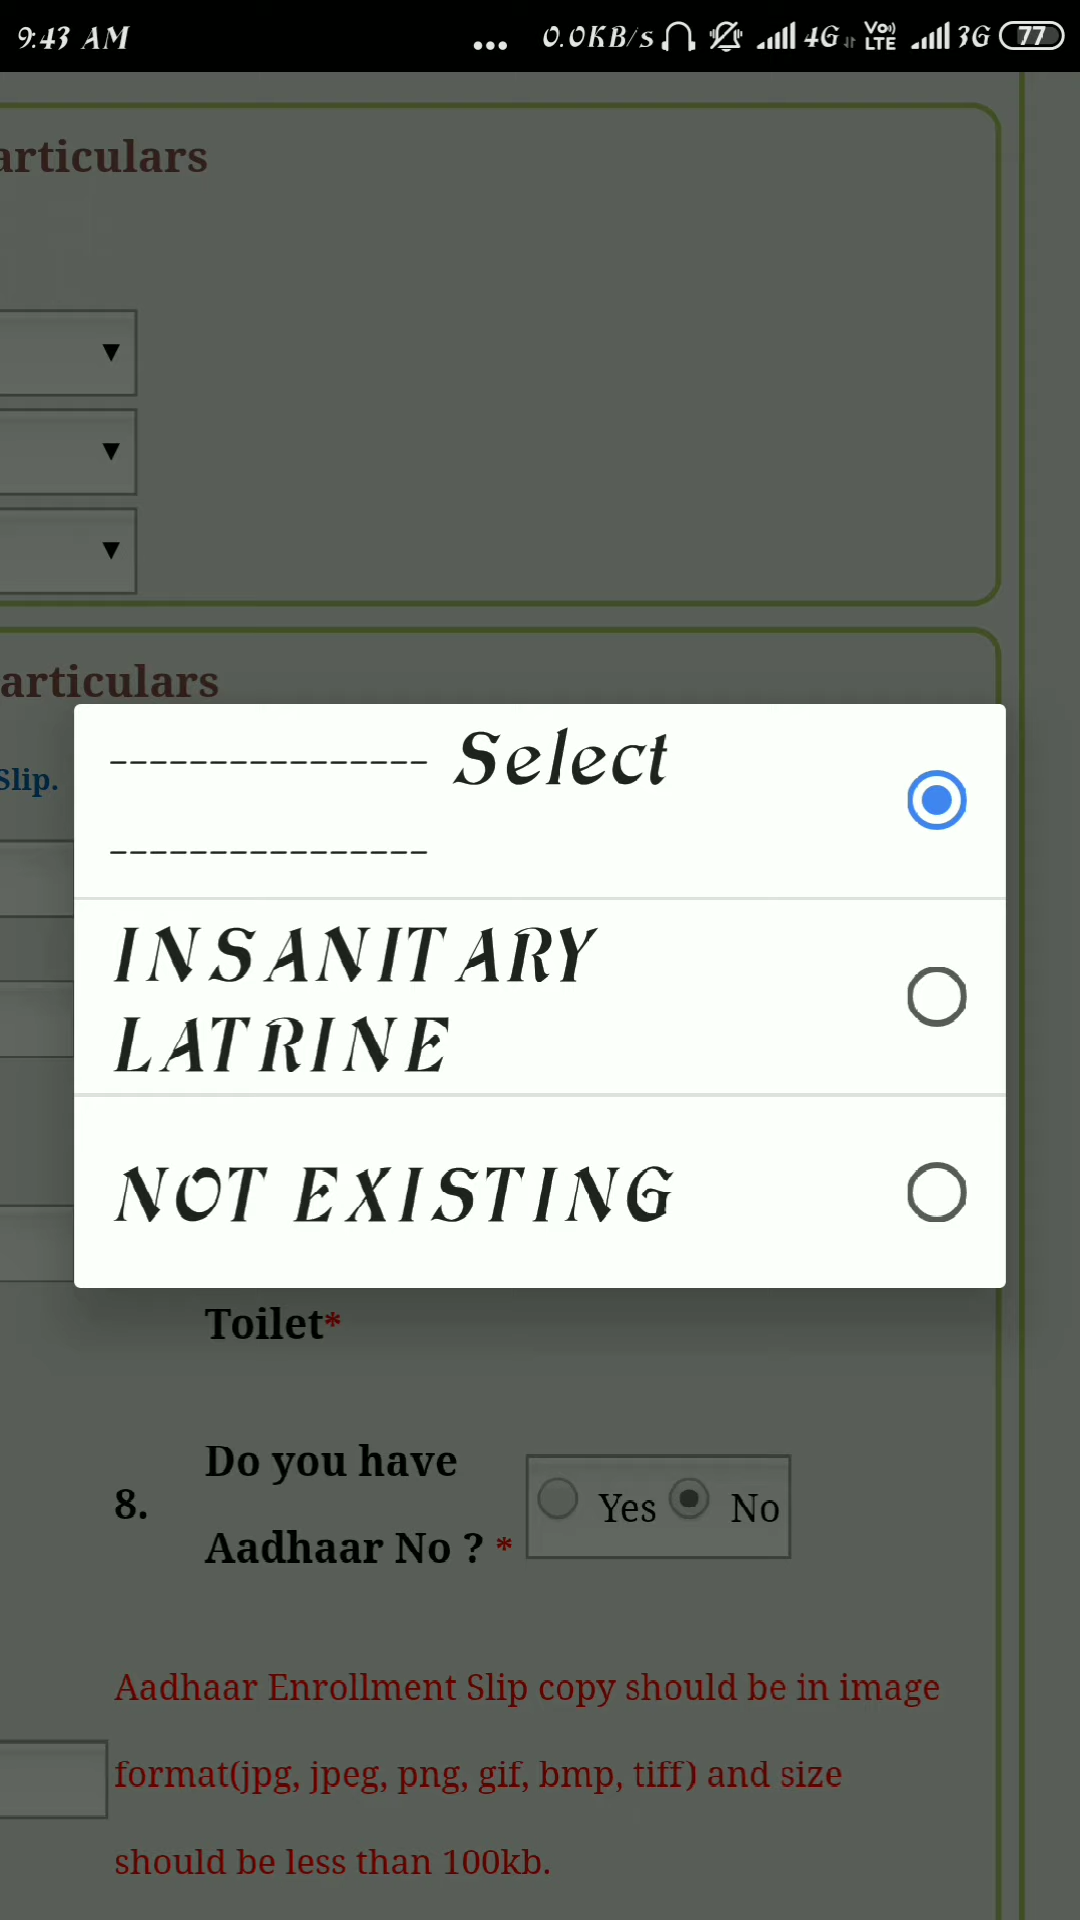 9:43 AM ... 0.0KB/s 4G Vo)) LTE 3G 77
articulars
articulars
Slip.
---------------- Select
----------------
INSANITARY
LATRINE
NOT EXISTING
Toilet*
Do you have
8.
Yes No
Aadhaar No ? *
Aadhaar Enrollment Slip copy should be in image
format(jpg, jpeg, png, gif, bmp, tiff) and size
should be less than 100kb.